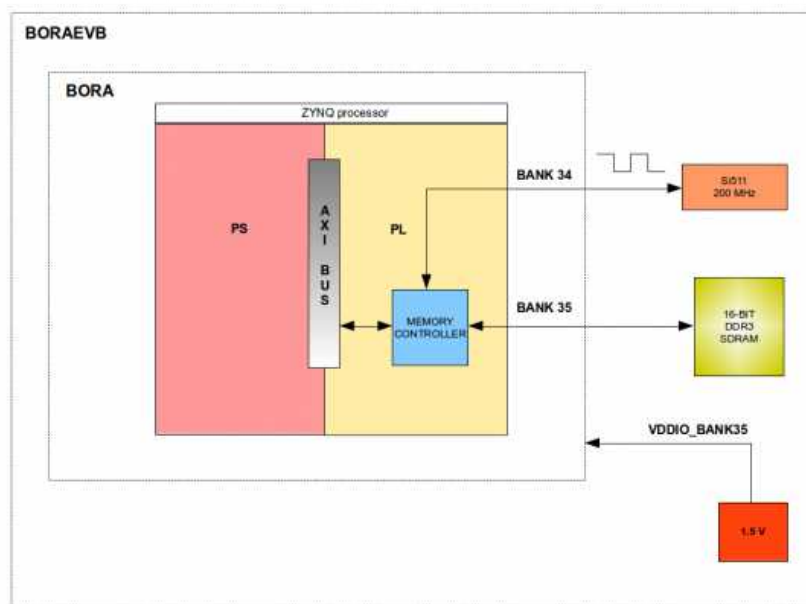 BORAEVB
BORA
ZYNQ processor
BANK 34
Si511
200 MHz
AXI BUS
PS
PL
BANK 35
MEMORY
CONTROLLER
16-BIT
DDR3
SDRAM
VDDIO_BANK35
1.5 V